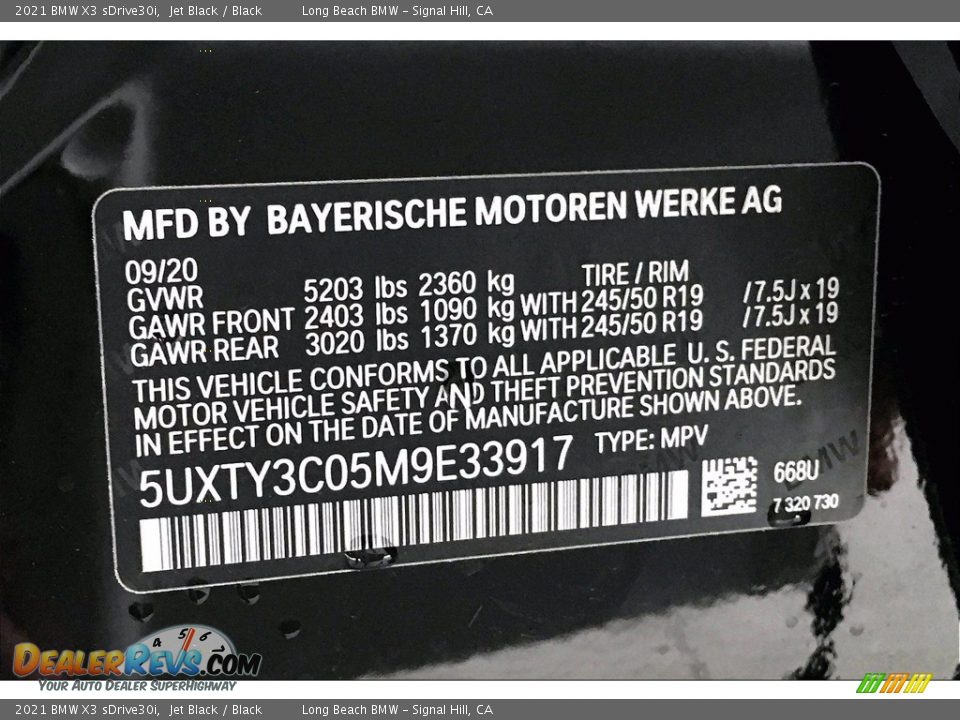 2021 BMW X3 sDrive30i, Jet Black / Black Long Beach BMW - Signal Hill, CA
MFD BY BAYERISCHE MOTOREN WERKE AG
09/20 TIRE / RIM
GVWR 5203 lbs 2360 kg
GAWR FRONT 2403 lbs 1090 kg WITH 245/50 R19 /7.5J x 19
GAWR REAR 3020 lbs 1370 kg WITH 245/50 R19 /7.5J x 19
THIS VEHICLE CONFORMS TO ALL APPLICABLE U. S. FEDERAL
MOTOR VEHICLE SAFETY AND THEFT PREVENTION STANDARDS
IN EFFECT ON THE DATE OF MANUFACTURE SHOWN ABOVE.
5UXTY3C05M9E33917 TYPE: MPV
668U
7 320 730
BMW
4 5 6
DEALERREVS.COM
YOUR AUTO DEALER SUPERHIGHWAY
2021 BMW X3 sDrive30i, Jet Black / Black Long Beach BMW - Signal Hill, CA